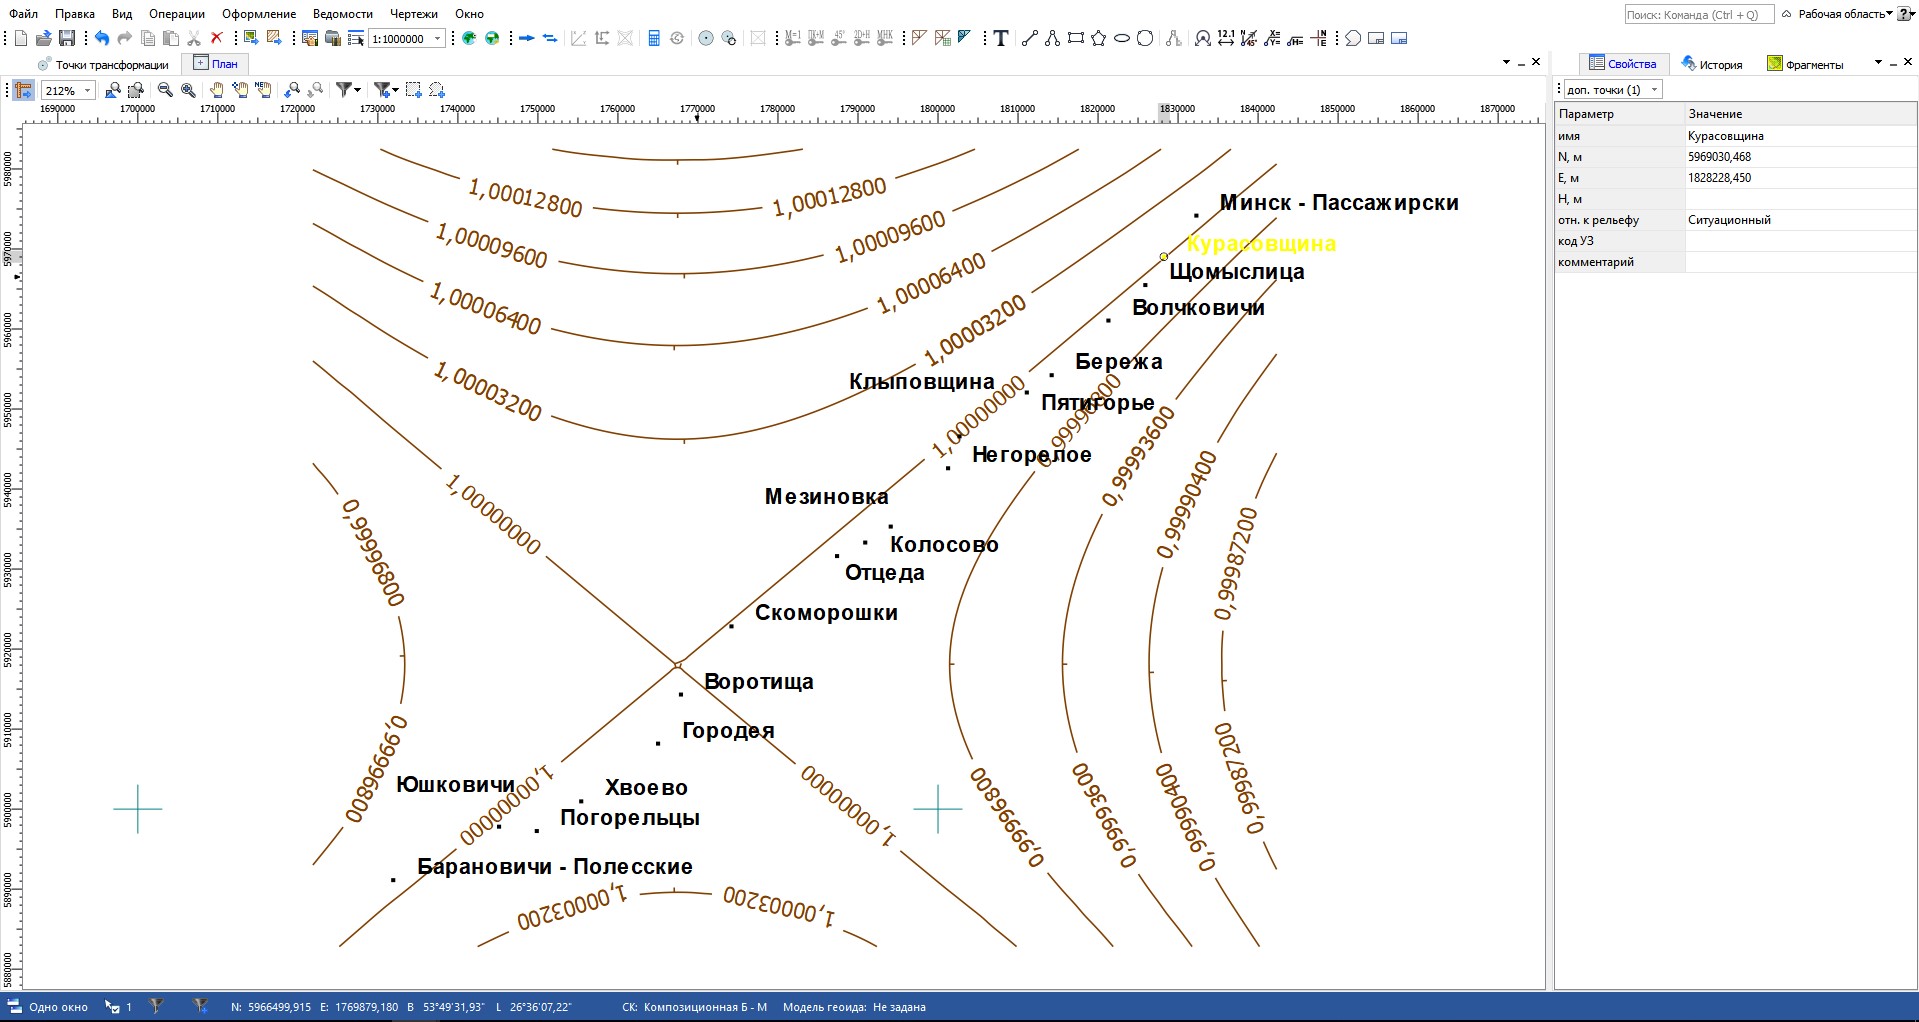 Файл Правка Вид Операции Оформление Ведомости Чертежи Окно
Поиск: Команда (Ctrl + Q) Рабочая область ?
1:1000000
Точки трансформации План
212%
1690000 1700000 1710000 1720000 1730000 1740000 1750000 1760000 1770000 1780000 1790000 1800000 1810000 1820000 1830000 1840000 1850000 1860000 1870000
5980000
5970000
5960000
5950000
5940000
5930000
5920000
5910000
5900000
5890000
5880000
1,00012800 1,00012800
1,00009600 1,00009600
1,00006400 1,00006400
1,00003200 1,00003200
1,00000000 1,00000000
0,99996800 0,99996800
0,99993600
0,99990400
0,99987200
Минск - Пассажирски
Курасовщина
Щомыслица
Волчковичи
Бережа
Клыповщина
Пятигорье
Негорелое
Мезиновка
Колосово
Отцеда
Скоморошки
Воротища
Городея
Юшковичи
Хвоево
Погорельцы
Барановичи - Полесские
0,99996800
1,00000000 1,00000000
0,99996800
0,99993600
0,99990400
0,99987200
1,00003200 1,00003200
Свойства История Фрагменты
доп. точки (1)
Параметр Значение
имя Курасовщина
N, м 5969030,468
E, м 1828228,450
H, м
отн. к рельефу Ситуационный
код УЗ
комментарий
Одно окно 1 N: 5966499,915 E: 1769879,180 B 53°49'31,93" L 26°36'07,22" СК: Композиционная Б - М Модель геоида: Не задана